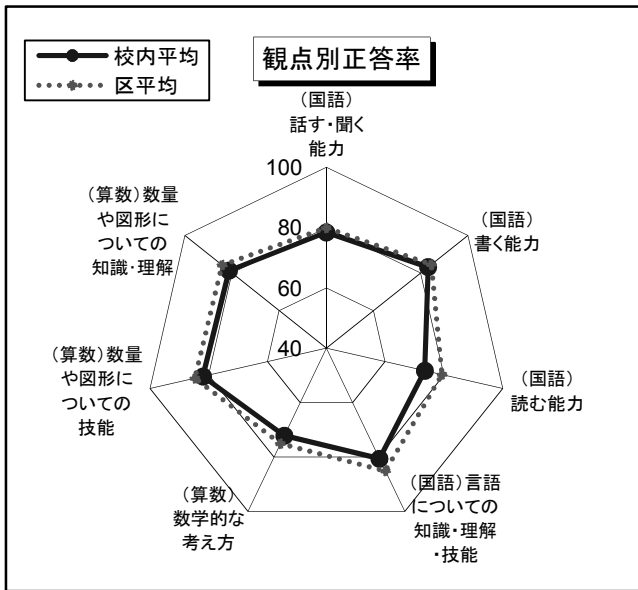 観点別正答率
校内平均
区平均
（国語）
話す・聞く
能力
（国語）
書く能力
（国語）
読む能力
（国語）言語
についての
知識・理解
・技能
（算数）
数学的な
考え方
（算数）数量
や図形に
ついての
技能
（算数）数量
や図形に
ついての
知識・理解
100
80
60
40